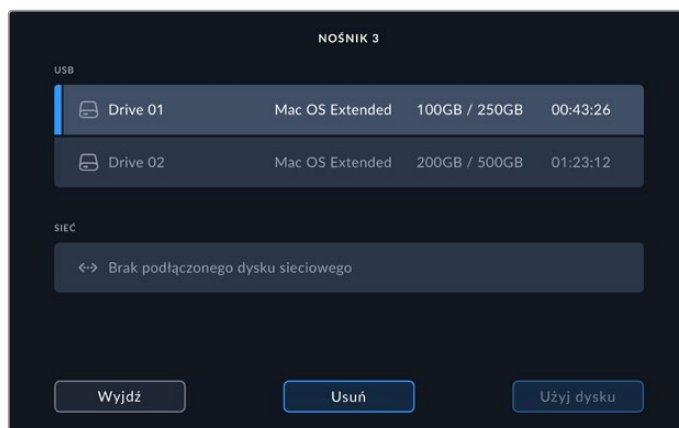 NOŚNIK 3
USB
Drive 01 Mac OS Extended 100GB / 250GB 00:43:26
Drive 02 Mac OS Extended 200GB / 500GB 01:23:12
SIEĆ
Brak podłączonego dysku sieciowego
Wyjdź Usuń Użyj dysku